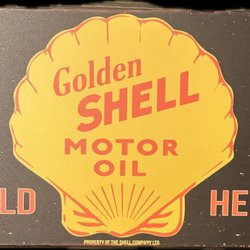 Golden
SHELL
MOTOR
OIL
LD
HE
PROPERTY OF THE SHELL COMPANY LTD.